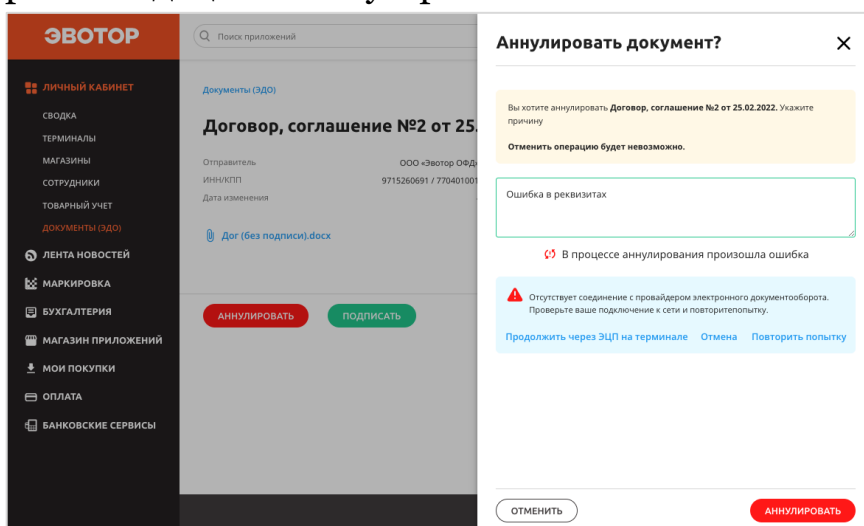 ЭВОТОР
Поиск приложений
ЛИЧНЫЙ КАБИНЕТ
СВОДКА
ТЕРМИНАЛЫ
МАГАЗИНЫ
СОТРУДНИКИ
ТОВАРНЫЙ УЧЕТ
ДОКУМЕНТЫ (ЭДО)
ЛЕНТА НОВОСТЕЙ
МАРКИРОВКА
БУХГАЛТЕРИЯ
МАГАЗИН ПРИЛОЖЕНИЙ
МОИ ПОКУПКИ
ОПЛАТА
БАНКОВСКИЕ СЕРВИСЫ
Документы (ЭДО)
Договор, соглашение №2 от 25.
Отправитель ООО «Эвотор ОФД»
ИНН/КПП 9715260691 / 770401001
Дата изменения
Дог (без подписи).docx
АННУЛИРОВАТЬ ПОДПИСАТЬ
Аннулировать документ?
Вы хотите аннулировать Договор, соглашение №2 от 25.02.2022. Укажите
причину
Отменить операцию будет невозможно.
Ошибка в реквизитах
В процессе аннулирования произошла ошибка
Отсутствует соединение с провайдером электронного документооборота.
Проверьте ваше подключение к сети и повторитепопытку.
Продолжить через ЭЦП на терминале Отмена Повторить попытку
ОТМЕНИТЬ АННУЛИРОВАТЬ